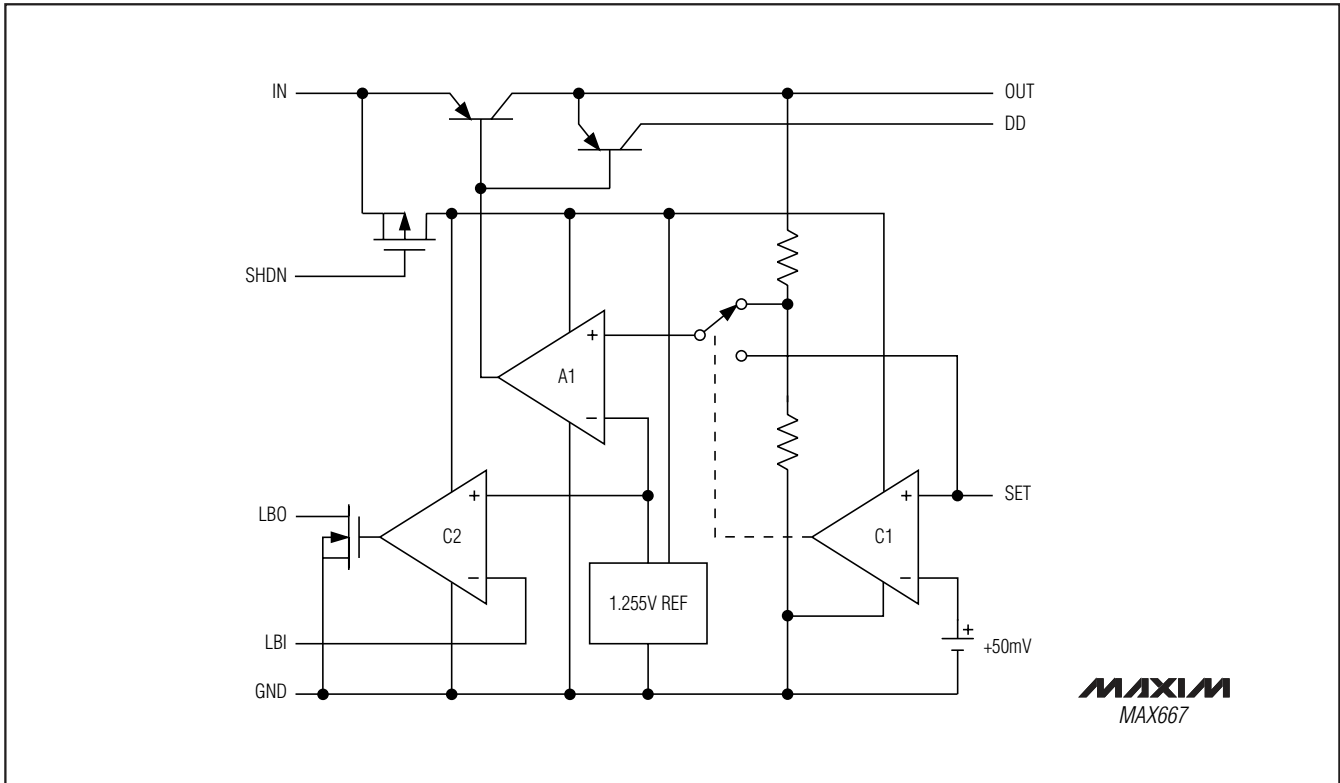 IN
OUT
DD
SHDN
+
A1
−
+
SET
+
LBO
C2
C1
−
−
1.255V REF
+
LBI
+50mV
GND
MAXIM
MAX667